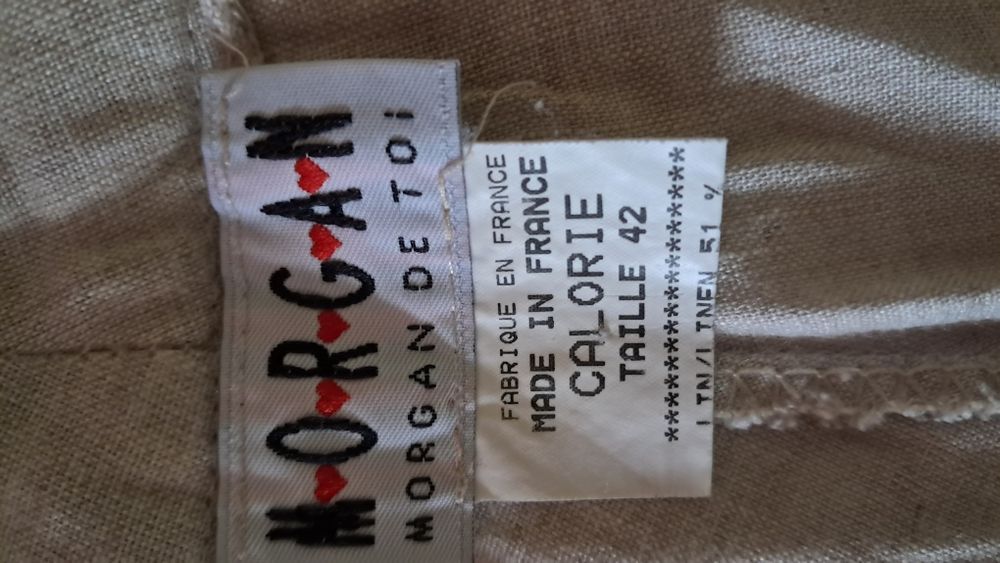 M♥O♥R♥G♥A♥N
MORGAN DE TOi
FABRIQUE EN FRANCE
MADE IN FRANCE
CALORIE
TAILLE 42
********************
LIN/LINEN 51 %